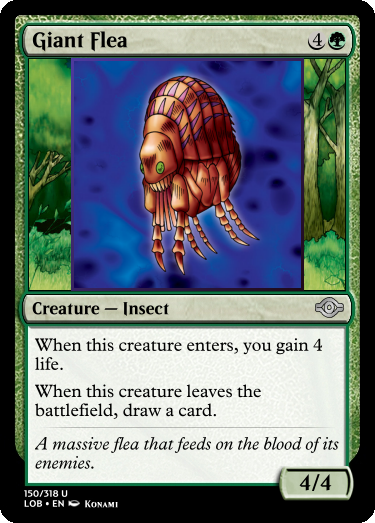 Giant Flea 4
Creature — Insect
When this creature enters, you gain 4
life.
When this creature leaves the
battlefield, draw a card.
A massive flea that feeds on the blood of its
enemies.
4/4
150/318 U
LOB • EN Konami